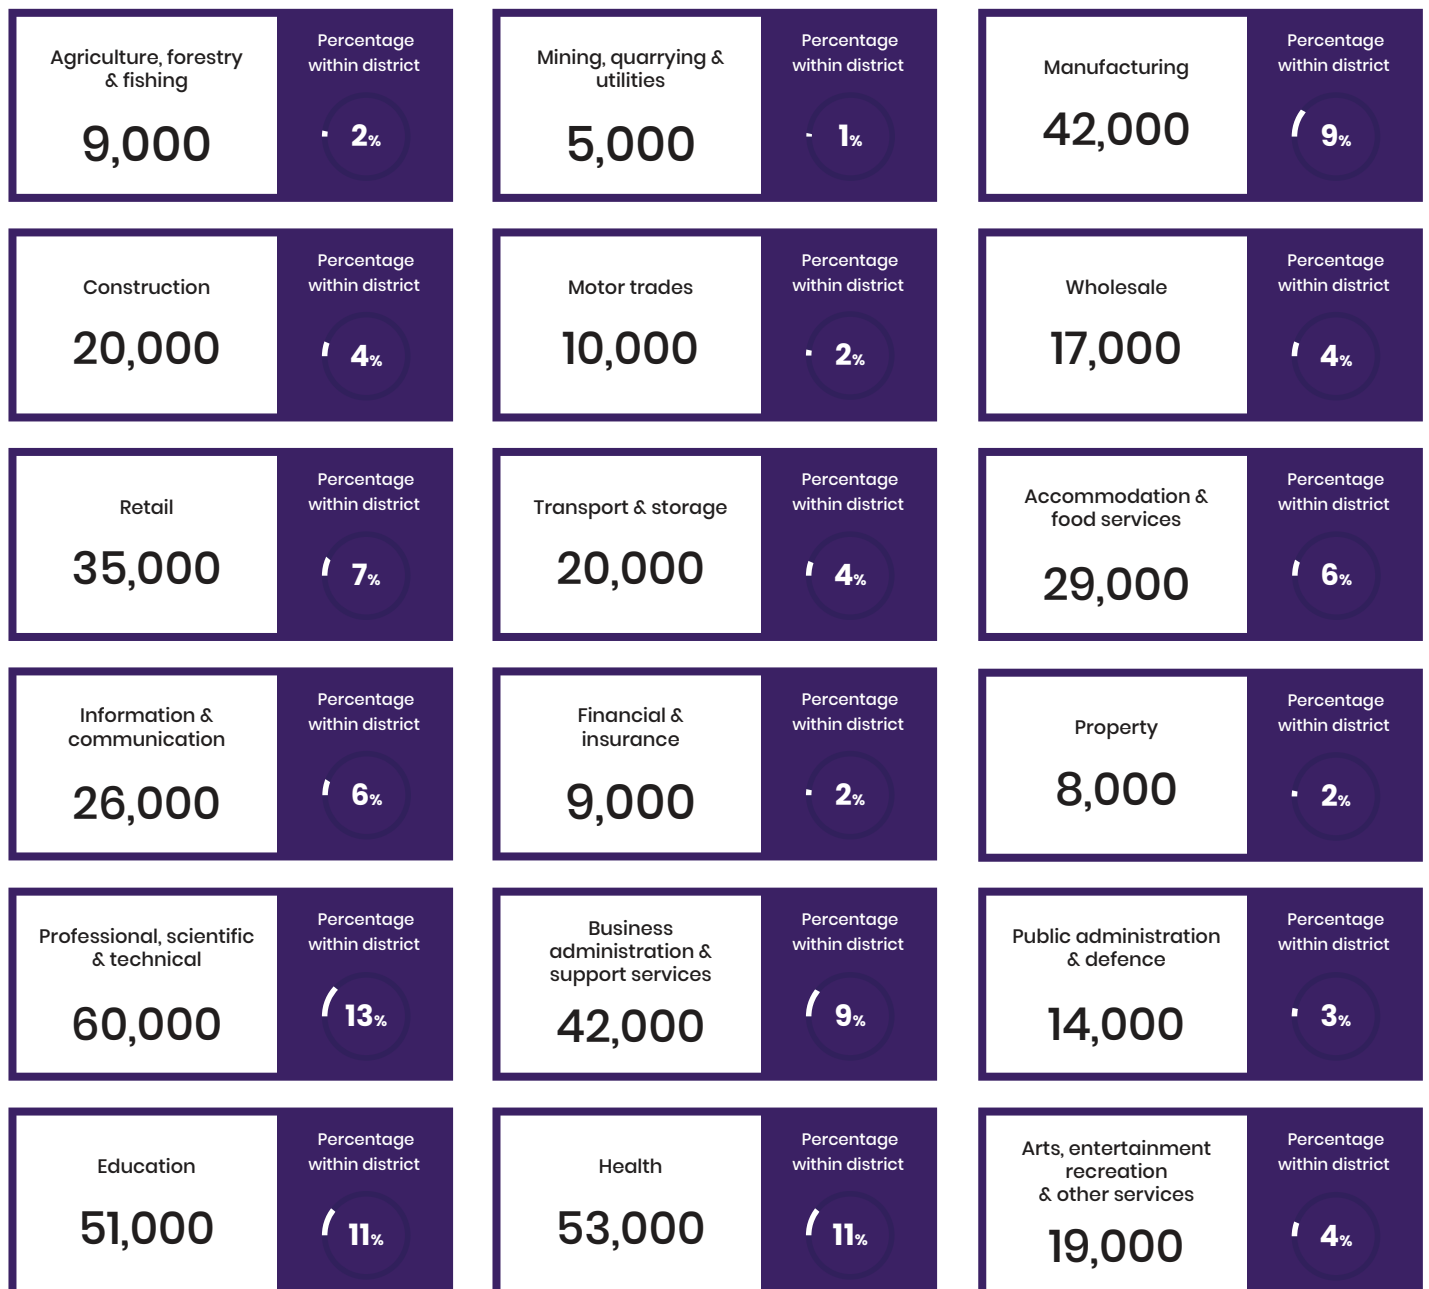 Agriculture, forestry
& fishing
9,000
Percentage
within district
2%
Mining, quarrying &
utilities
5,000
Percentage
within district
1%
Manufacturing
42,000
Percentage
within district
9%
Construction
20,000
Percentage
within district
4%
Motor trades
10,000
Percentage
within district
2%
Wholesale
17,000
Percentage
within district
4%
Retail
35,000
Percentage
within district
7%
Transport & storage
20,000
Percentage
within district
4%
Accommodation &
food services
29,000
Percentage
within district
6%
Information &
communication
26,000
Percentage
within district
6%
Financial &
insurance
9,000
Percentage
within district
2%
Property
8,000
Percentage
within district
2%
Professional, scientific
& technical
60,000
Percentage
within district
13%
Business
administration &
support services
42,000
Percentage
within district
9%
Public administration
& defence
14,000
Percentage
within district
3%
Education
51,000
Percentage
within district
11%
Health
53,000
Percentage
within district
11%
Arts, entertainment
recreation
& other services
19,000
Percentage
within district
4%